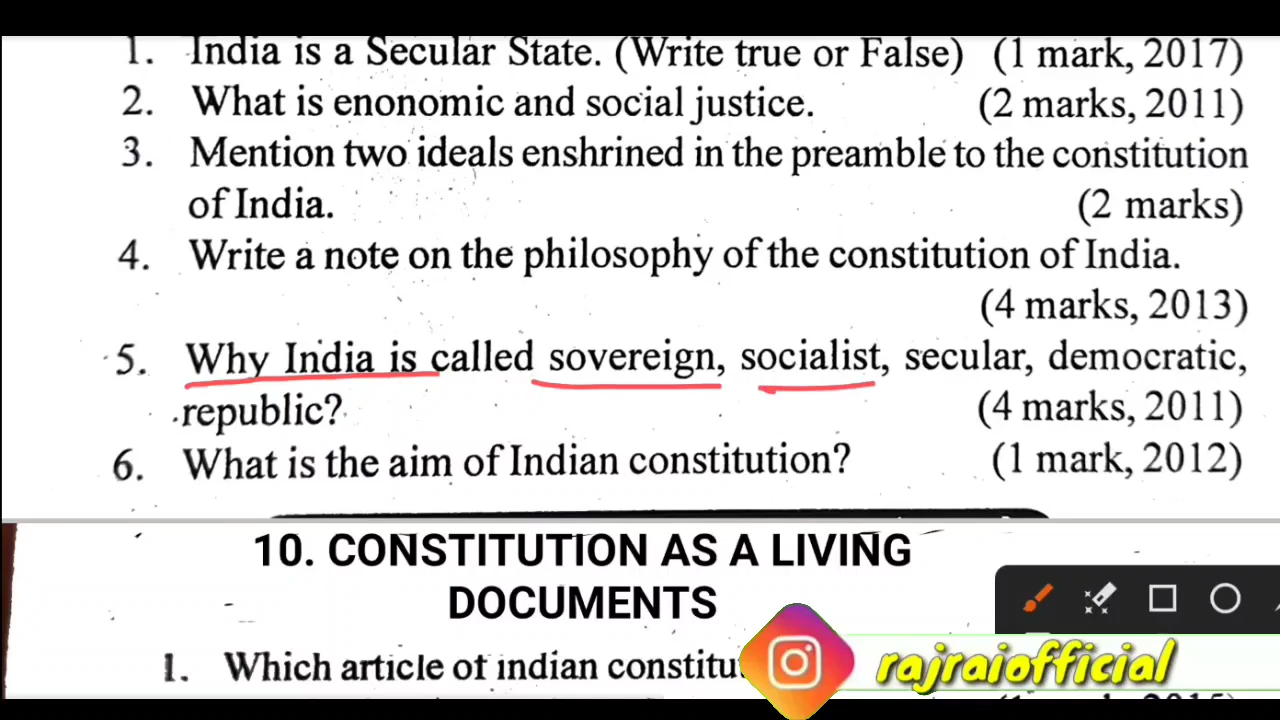 1. India is a Secular State. (Write true or False) (1 mark, 2017)
2. What is enonomic and social justice. (2 marks, 2011)
3. Mention two ideals enshrined in the preamble to the constitution
of India. (2 marks)
4. Write a note on the philosophy of the constitution of India.
(4 marks, 2013)
5. Why India is called sovereign, socialist, secular, democratic,
republic? (4 marks, 2011)
6. What is the aim of Indian constitution? (1 mark, 2012)
10. CONSTITUTION AS A LIVING
DOCUMENTS
1. Which article of indian
rajraiofficial